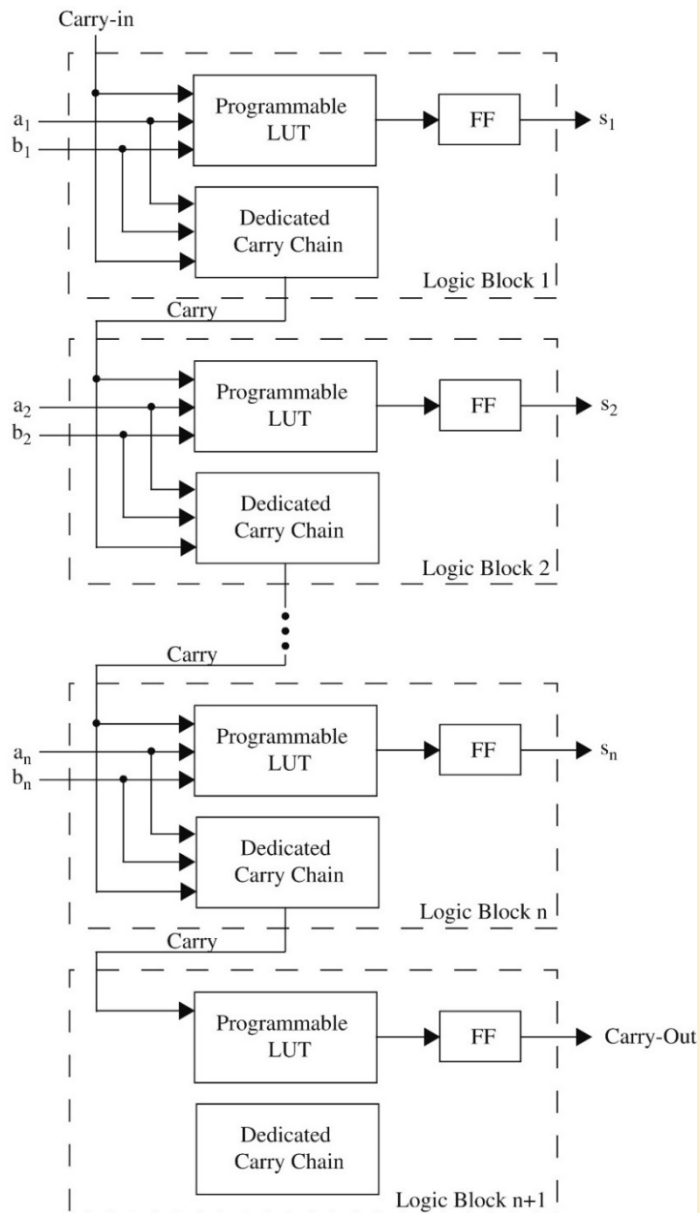 Carry-in
a1
b1
Programmable
LUT
FF
s1
Dedicated
Carry Chain
Logic Block 1
Carry
a2
b2
Programmable
LUT
FF
s2
Dedicated
Carry Chain
Logic Block 2
Carry
an
bn
Programmable
LUT
FF
sn
Dedicated
Carry Chain
Logic Block n
Carry
Programmable
LUT
FF
Carry-Out
Dedicated
Carry Chain
Logic Block n+1